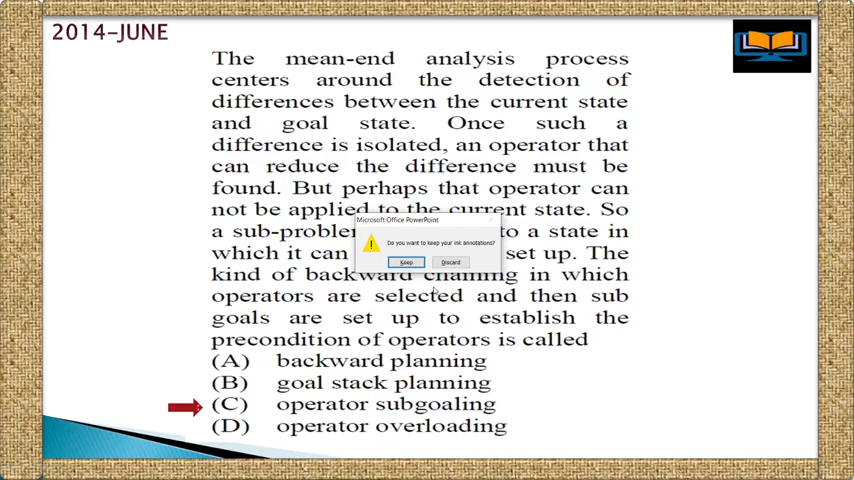 2014-JUNE
The mean-end analysis process
centers around the detection of
differences between the current state
and goal state. Once such a
difference is isolated, an operator that
can reduce the difference must be
found. But perhaps that operator can
not be applied to the current state. So
a sub-problem to a state in
which it can set up. The
kind of backward chaining in which
operators are selected and then sub
goals are set up to establish the
precondition of operators is called
(A) backward planning
(B) goal stack planning
(C) operator subgoaling
(D) operator overloading
Microsoft Office PowerPoint
Do you want to keep your ink annotations?
Keep Discard